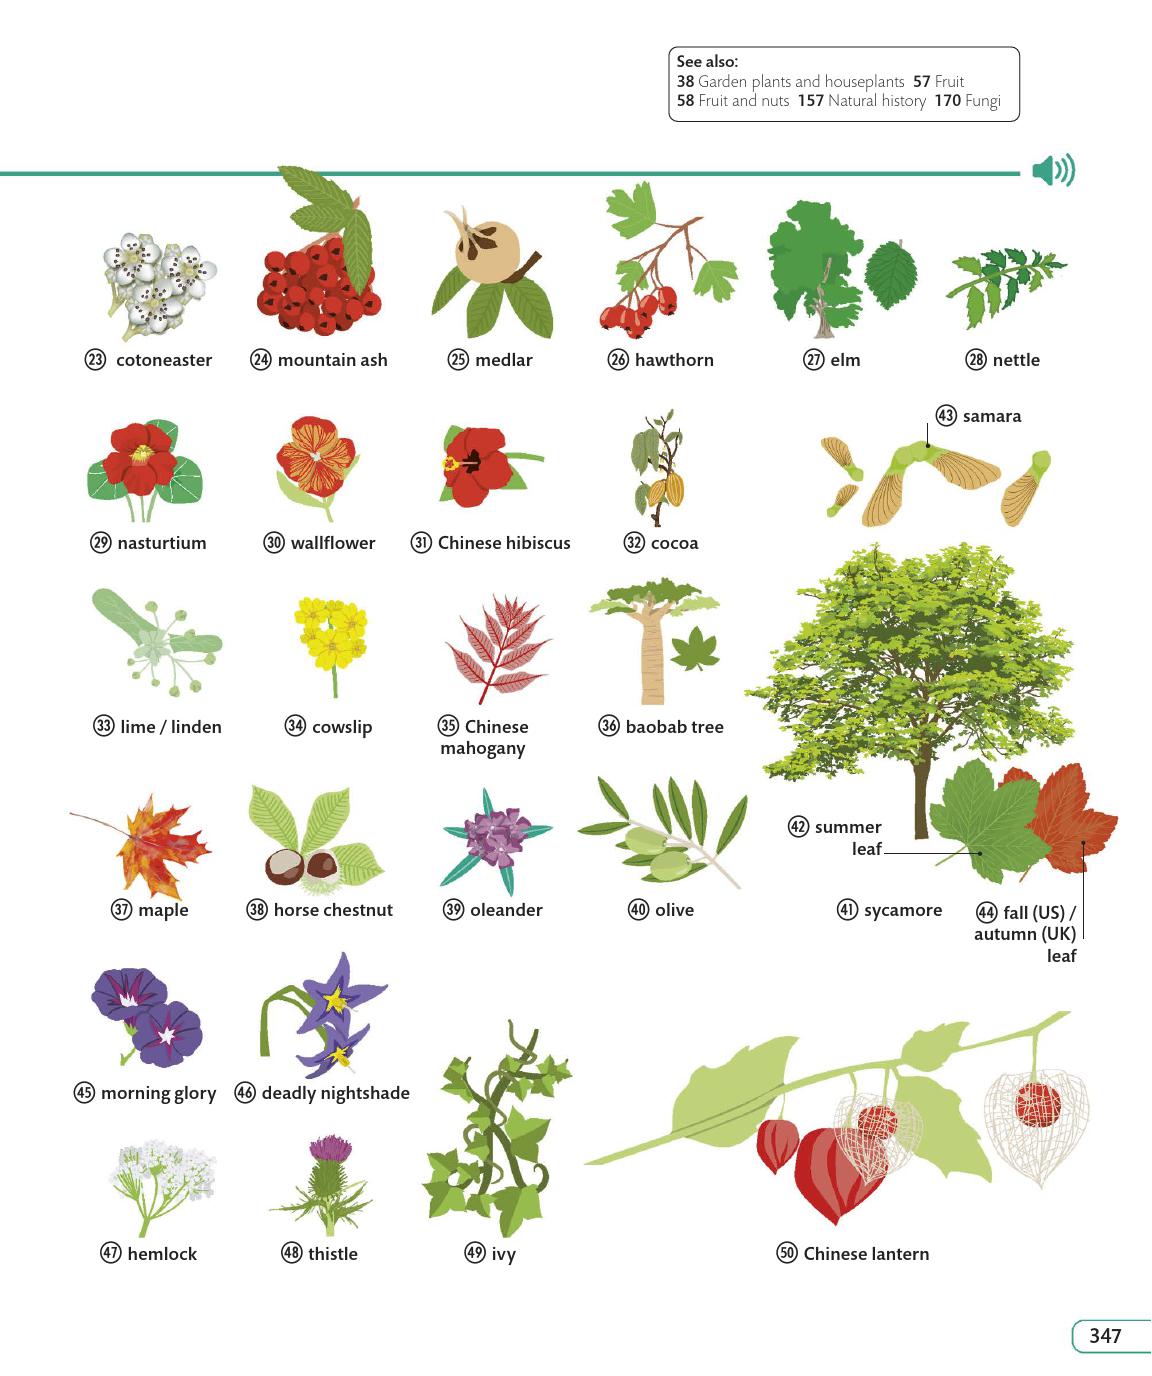 See also:
38 Garden plants and houseplants 57 Fruit
58 Fruit and nuts 157 Natural history 170 Fungi
23 cotoneaster
24 mountain ash
25 medlar
26 hawthorn
27 elm
28 nettle
43 samara
29 nasturtium
30 wallflower
31 Chinese hibiscus
32 cocoa
33 lime / linden
34 cowslip
35 Chinese
mahogany
36 baobab tree
42 summer
leaf
37 maple
38 horse chestnut
39 oleander
40 olive
41 sycamore
44 fall (US) /
autumn (UK)
leaf
45 morning glory
46 deadly nightshade
47 hemlock
48 thistle
49 ivy
50 Chinese lantern
347